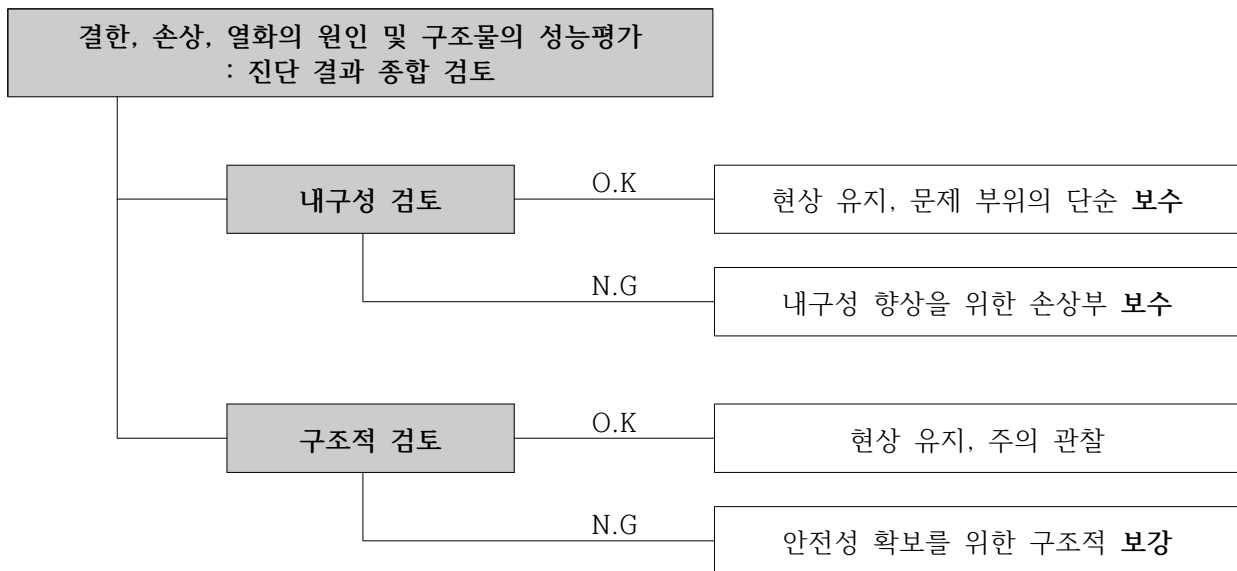 결한, 손상, 열화의 원인 및 구조물의 성능평가
: 진단 결과 종합 검토
내구성 검토
O.K
현상 유지, 문제 부위의 단순 보수
N.G
내구성 향상을 위한 손상부 보수
구조적 검토
O.K
현상 유지, 주의 관찰
N.G
안전성 확보를 위한 구조적 보강